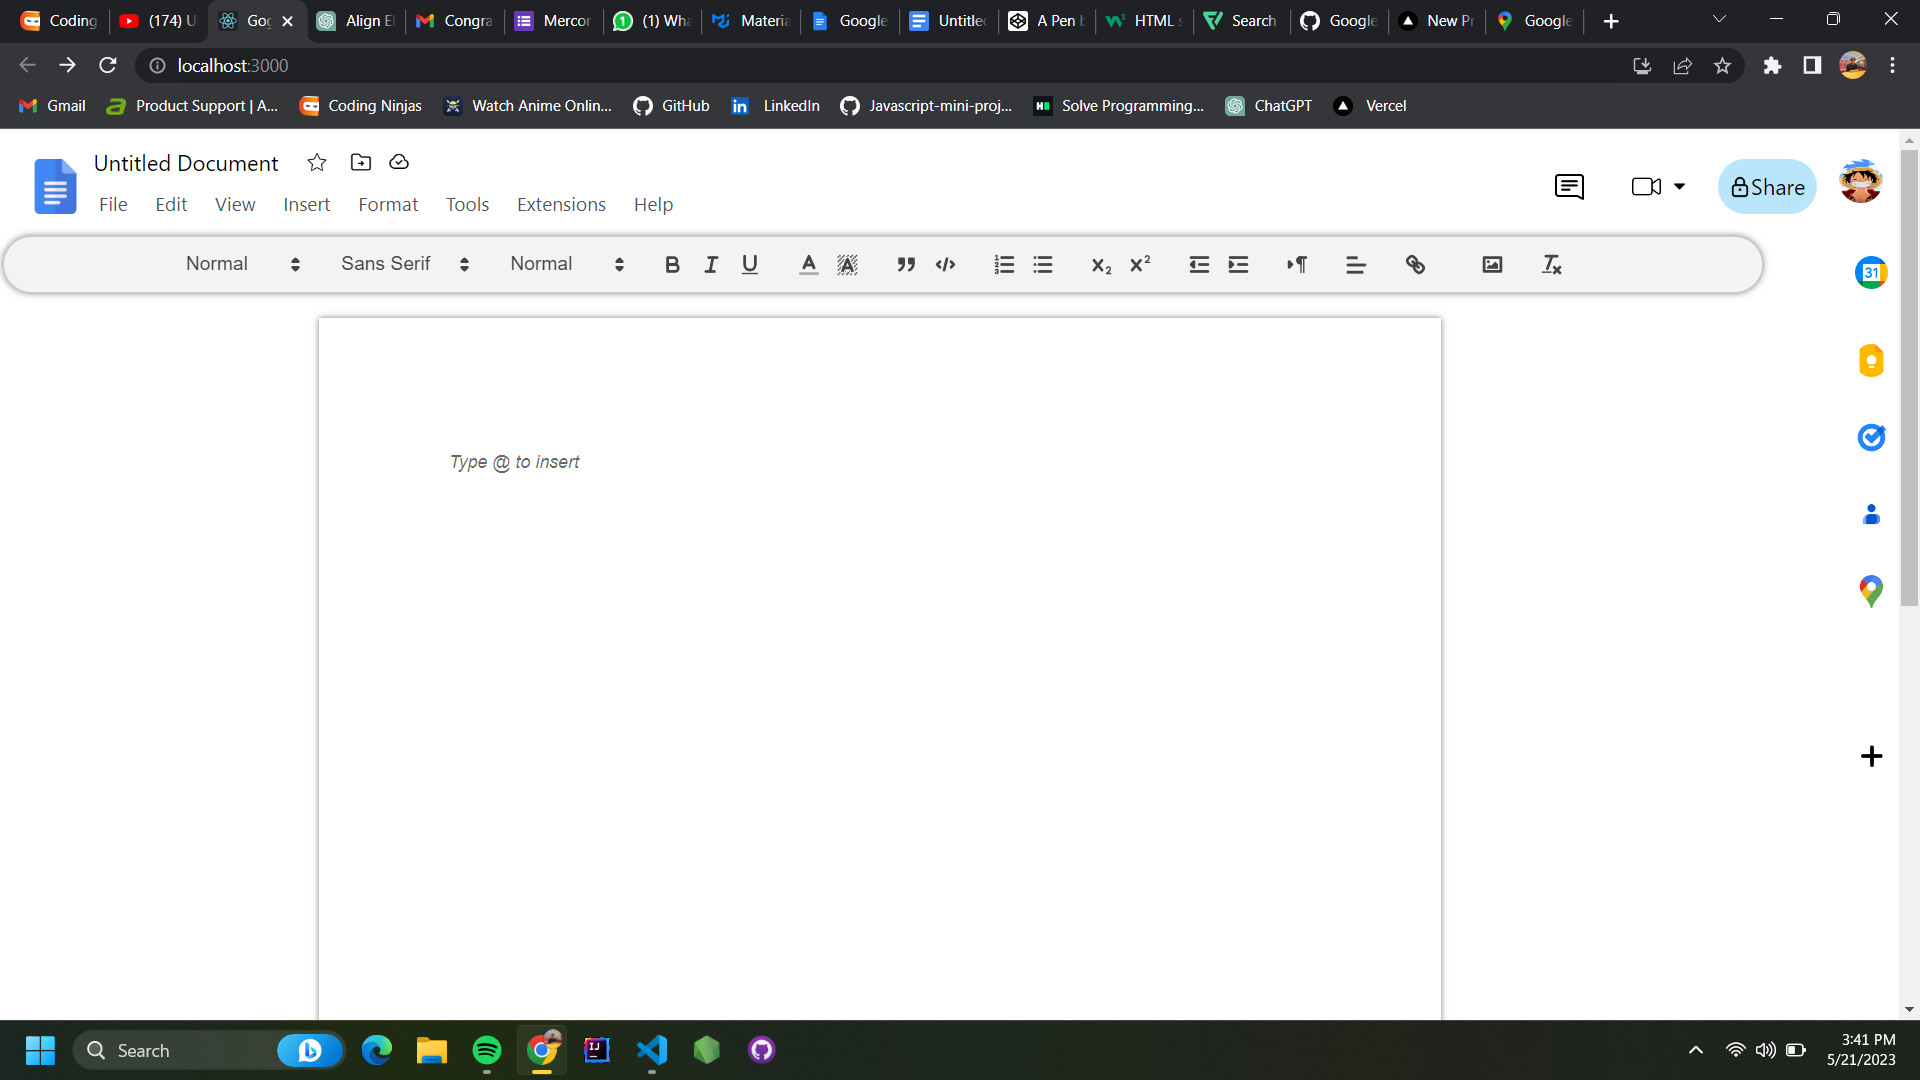 Coding (174) U Gog Align El Congra Mercor (1) Wha Materia Google Untitled A Pen b HTML s Search Google New Pr Google
localhost:3000
Gmail Product Support | A... Coding Ninjas Watch Anime Onlin... GitHub LinkedIn Javascript-mini-proj... Solve Programming... ChatGPT Vercel
Untitled Document
File Edit View Insert Format Tools Extensions Help
Share
Normal Sans Serif Normal
31
Type @ to insert
Search
3:41 PM
5/21/2023